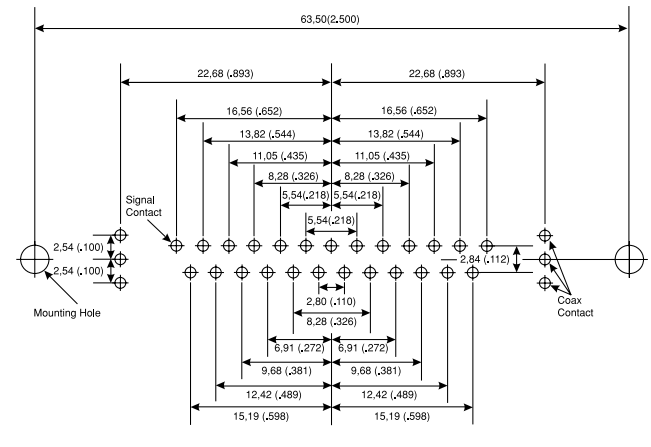 63,50(2.500)
22,68 (.893) 22,68 (.893)
16,56 (.652) 16,56 (.652)
13,82 (.544) 13,82 (.544)
11,05 (.435) 11,05 (.435)
8,28 (.326) 8,28 (.326)
5,54(.218) 5,54(.218)
5,54(.218)
Signal
Contact
2,54 (.100)
2,54 (.100)
2,84 (.112)
Mounting Hole
Coax
Contact
2,80 (.110)
8,28 (.326)
6,91 (.272) 6,91 (.272)
9,68 (.381) 9,68 (.381)
12,42 (.489) 12,42 (.489)
15,19 (.598) 15,19 (.598)